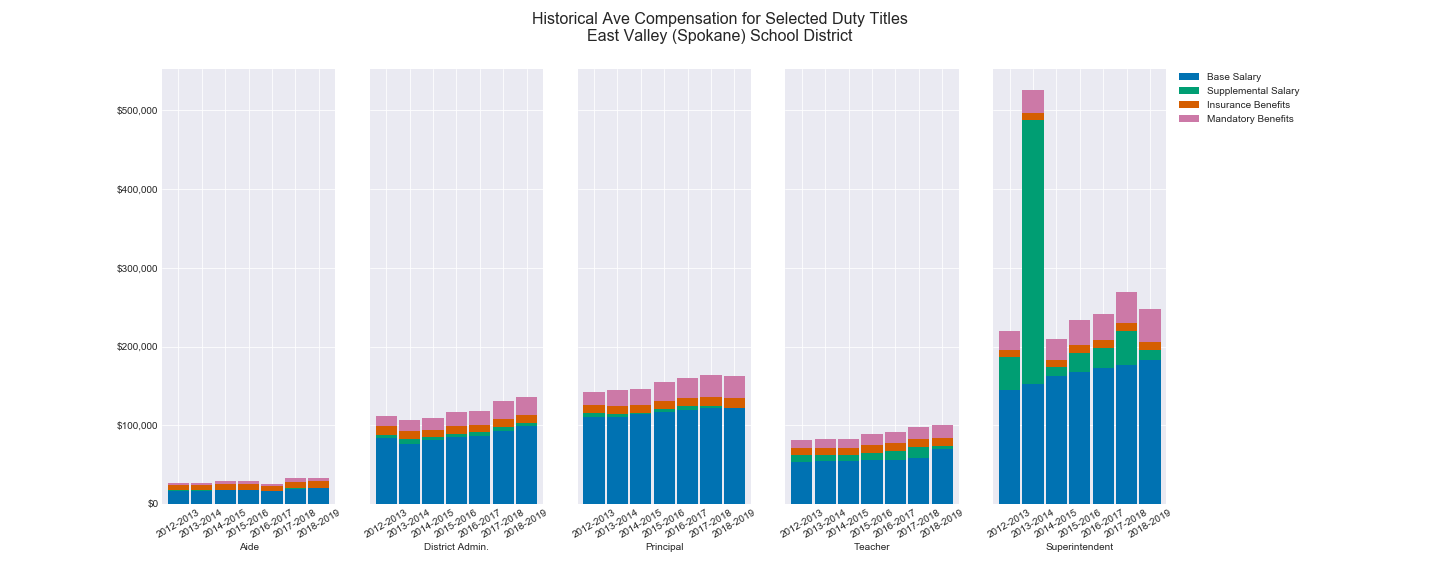 Historical Ave Compensation for Selected Duty Titles
East Valley (Spokane) School District
Base Salary
Supplemental Salary
Insurance Benefits
Mandatory Benefits
$500,000
$400,000
$300,000
$200,000
$100,000
$0
2012-2013 2013-2014 2014-2015 2015-2016 2016-2017 2017-2018 2018-2019
Aide
2012-2013 2013-2014 2014-2015 2015-2016 2016-2017 2017-2018 2018-2019
District Admin.
2012-2013 2013-2014 2014-2015 2015-2016 2016-2017 2017-2018 2018-2019
Principal
2012-2013 2013-2014 2014-2015 2015-2016 2016-2017 2017-2018 2018-2019
Teacher
2012-2013 2013-2014 2014-2015 2015-2016 2016-2017 2017-2018 2018-2019
Superintendent